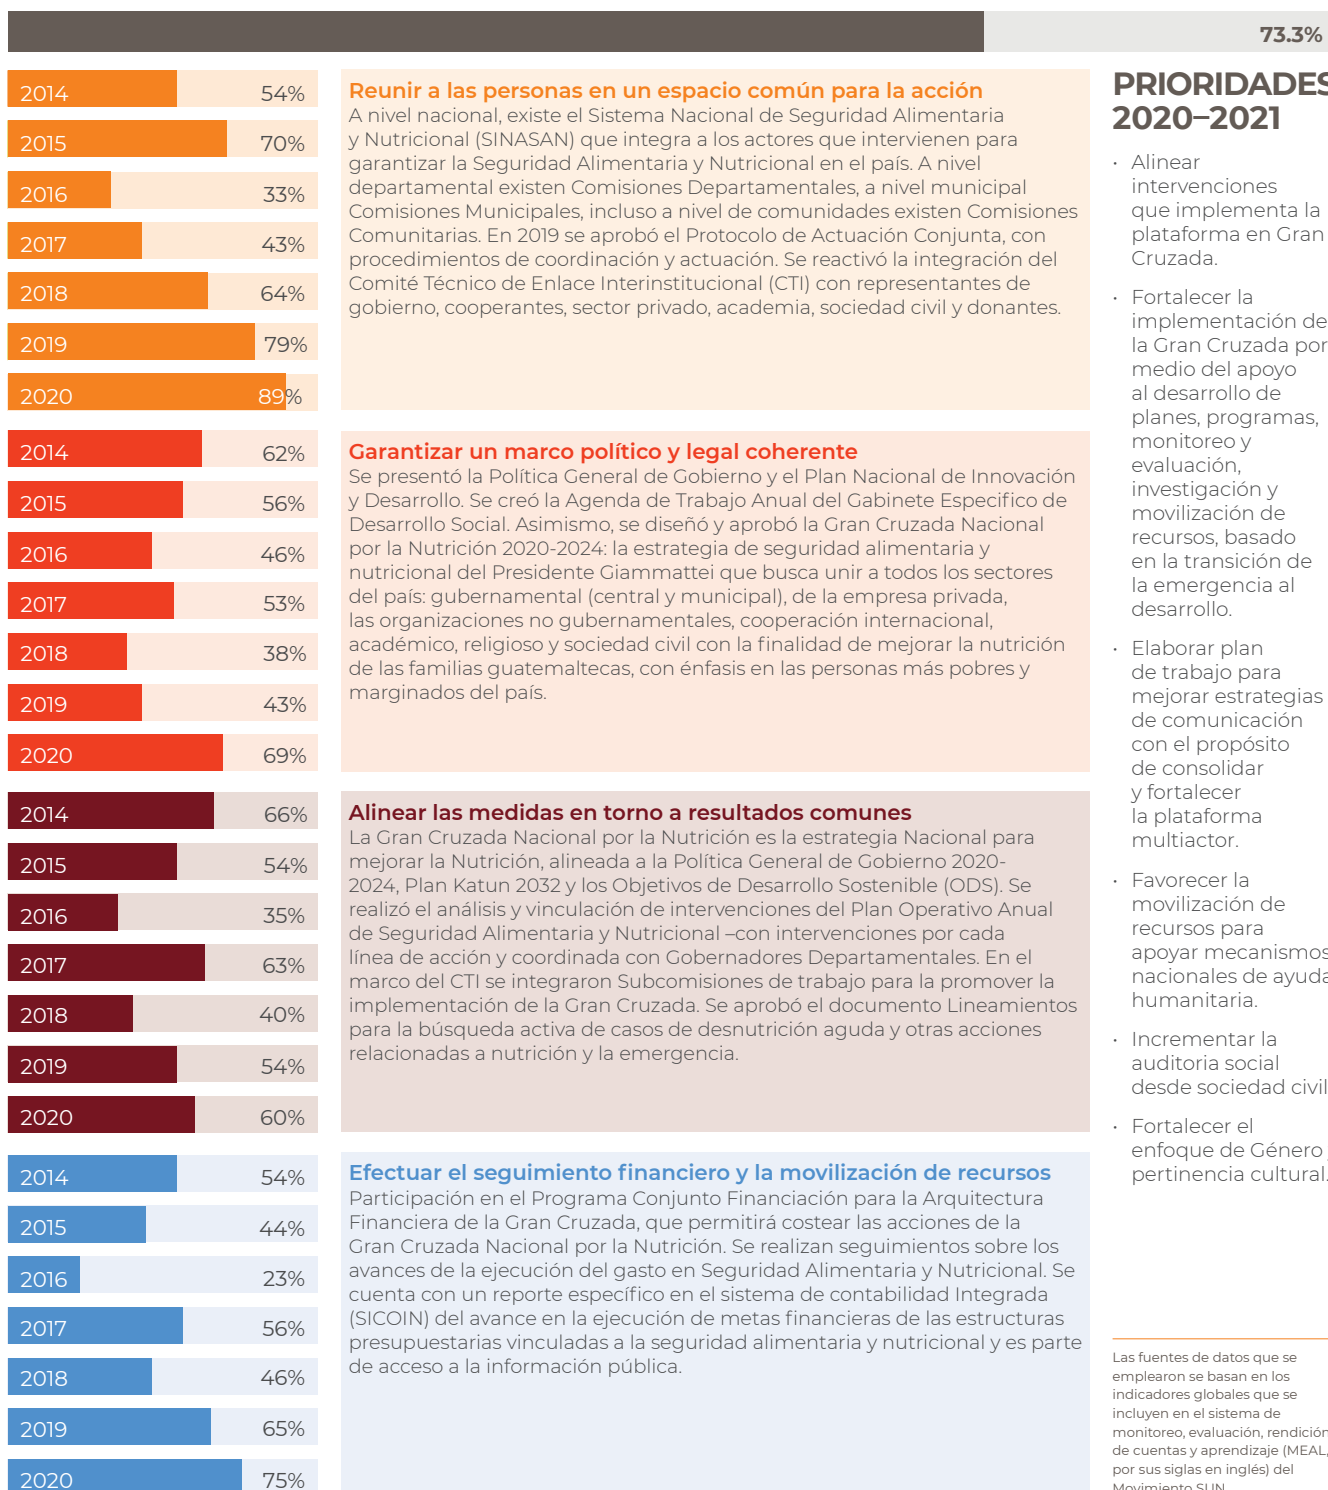 73.3%
2014 54%
2015 70%
2016 33%
2017 43%
2018 64%
2019 79%
2020 89%
Reunir a las personas en un espacio común para la acción
A nivel nacional, existe el Sistema Nacional de Seguridad Alimentaria
y Nutricional (SINASAN) que integra a los actores que intervienen para
garantizar la Seguridad Alimentaria y Nutricional en el país. A nivel
departamental existen Comisiones Departamentales, a nivel municipal
Comisiones Municipales, incluso a nivel de comunidades existen Comisiones
Comunitarias. En 2019 se aprobó el Protocolo de Actuación Conjunta, con
procedimientos de coordinación y actuación. Se reactivó la integración del
Comité Técnico de Enlace Interinstitucional (CTI) con representantes de
gobierno, cooperantes, sector privado, academia, sociedad civil y donantes.
2014 62%
2015 56%
2016 46%
2017 53%
2018 38%
2019 43%
2020 69%
Garantizar un marco político y legal coherente
Se presentó la Política General de Gobierno y el Plan Nacional de Innovación
y Desarrollo. Se creó la Agenda de Trabajo Anual del Gabinete Especifico de
Desarrollo Social. Asimismo, se diseñó y aprobó la Gran Cruzada Nacional
por la Nutrición 2020-2024: la estrategia de seguridad alimentaria y
nutricional del Presidente Giammattei que busca unir a todos los sectores
del país: gubernamental (central y municipal), de la empresa privada,
las organizaciones no gubernamentales, cooperación internacional,
académico, religioso y sociedad civil con la finalidad de mejorar la nutrición
de las familias guatemaltecas, con énfasis en las personas más pobres y
marginados del país.
2014 66%
2015 54%
2016 35%
2017 63%
2018 40%
2019 54%
2020 60%
Alinear las medidas en torno a resultados comunes
La Gran Cruzada Nacional por la Nutrición es la estrategia Nacional para
mejorar la Nutrición, alineada a la Política General de Gobierno 2020-
2024, Plan Katun 2032 y los Objetivos de Desarrollo Sostenible (ODS). Se
realizó el análisis y vinculación de intervenciones del Plan Operativo Anual
de Seguridad Alimentaria y Nutricional –con intervenciones por cada
línea de acción y coordinada con Gobernadores Departamentales. En el
marco del CTI se integraron Subcomisiones de trabajo para la promover la
implementación de la Gran Cruzada. Se aprobó el documento Lineamientos
para la búsqueda activa de casos de desnutrición aguda y otras acciones
relacionadas a nutrición y la emergencia.
2014 54%
2015 44%
2016 23%
2017 56%
2018 46%
2019 65%
2020 75%
Efectuar el seguimiento financiero y la movilización de recursos
Participación en el Programa Conjunto Financiación para la Arquitectura
Financiera de la Gran Cruzada, que permitirá costear las acciones de la
Gran Cruzada Nacional por la Nutrición. Se realizan seguimientos sobre los
avances de la ejecución del gasto en Seguridad Alimentaria y Nutricional. Se
cuenta con un reporte específico en el sistema de contabilidad Integrada
(SICOIN) del avance en la ejecución de metas financieras de las estructuras
presupuestarias vinculadas a la seguridad alimentaria y nutricional y es parte
de acceso a la información pública.
PRIORIDADES
2020–2021
• Alinear
intervenciones
que implementa la
plataforma en Gran
Cruzada.
• Fortalecer la
implementación de
la Gran Cruzada por
medio del apoyo
al desarrollo de
planes, programas,
monitoreo y
evaluación,
investigación y
movilización de
recursos, basado
en la transición de
la emergencia al
desarrollo.
• Elaborar plan
de trabajo para
mejorar estrategias
de comunicación
con el propósito
de consolidar
y fortalecer
la plataforma
multiactor.
• Favorecer la
movilización de
recursos para
apoyar mecanismos
nacionales de ayuda
humanitaria.
• Incrementar la
auditoria social
desde sociedad civil
• Fortalecer el
enfoque de Género
pertinencia cultural.
Las fuentes de datos que se
emplearon se basan en los
indicadores globales que se
incluyen en el sistema de
monitoreo, evaluación, rendición
de cuentas y aprendizaje (MEAL,
por sus siglas en inglés) del
Movimiento SUN